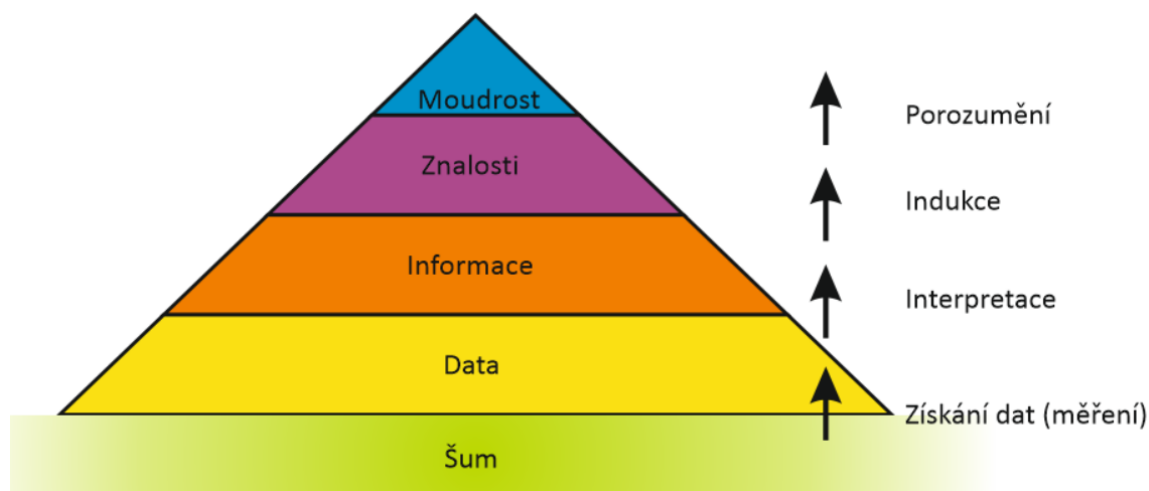 Moudrost
Porozumění
Znalosti
Indukce
Informace
Interpretace
Data
Získání dat (měření)
Šum